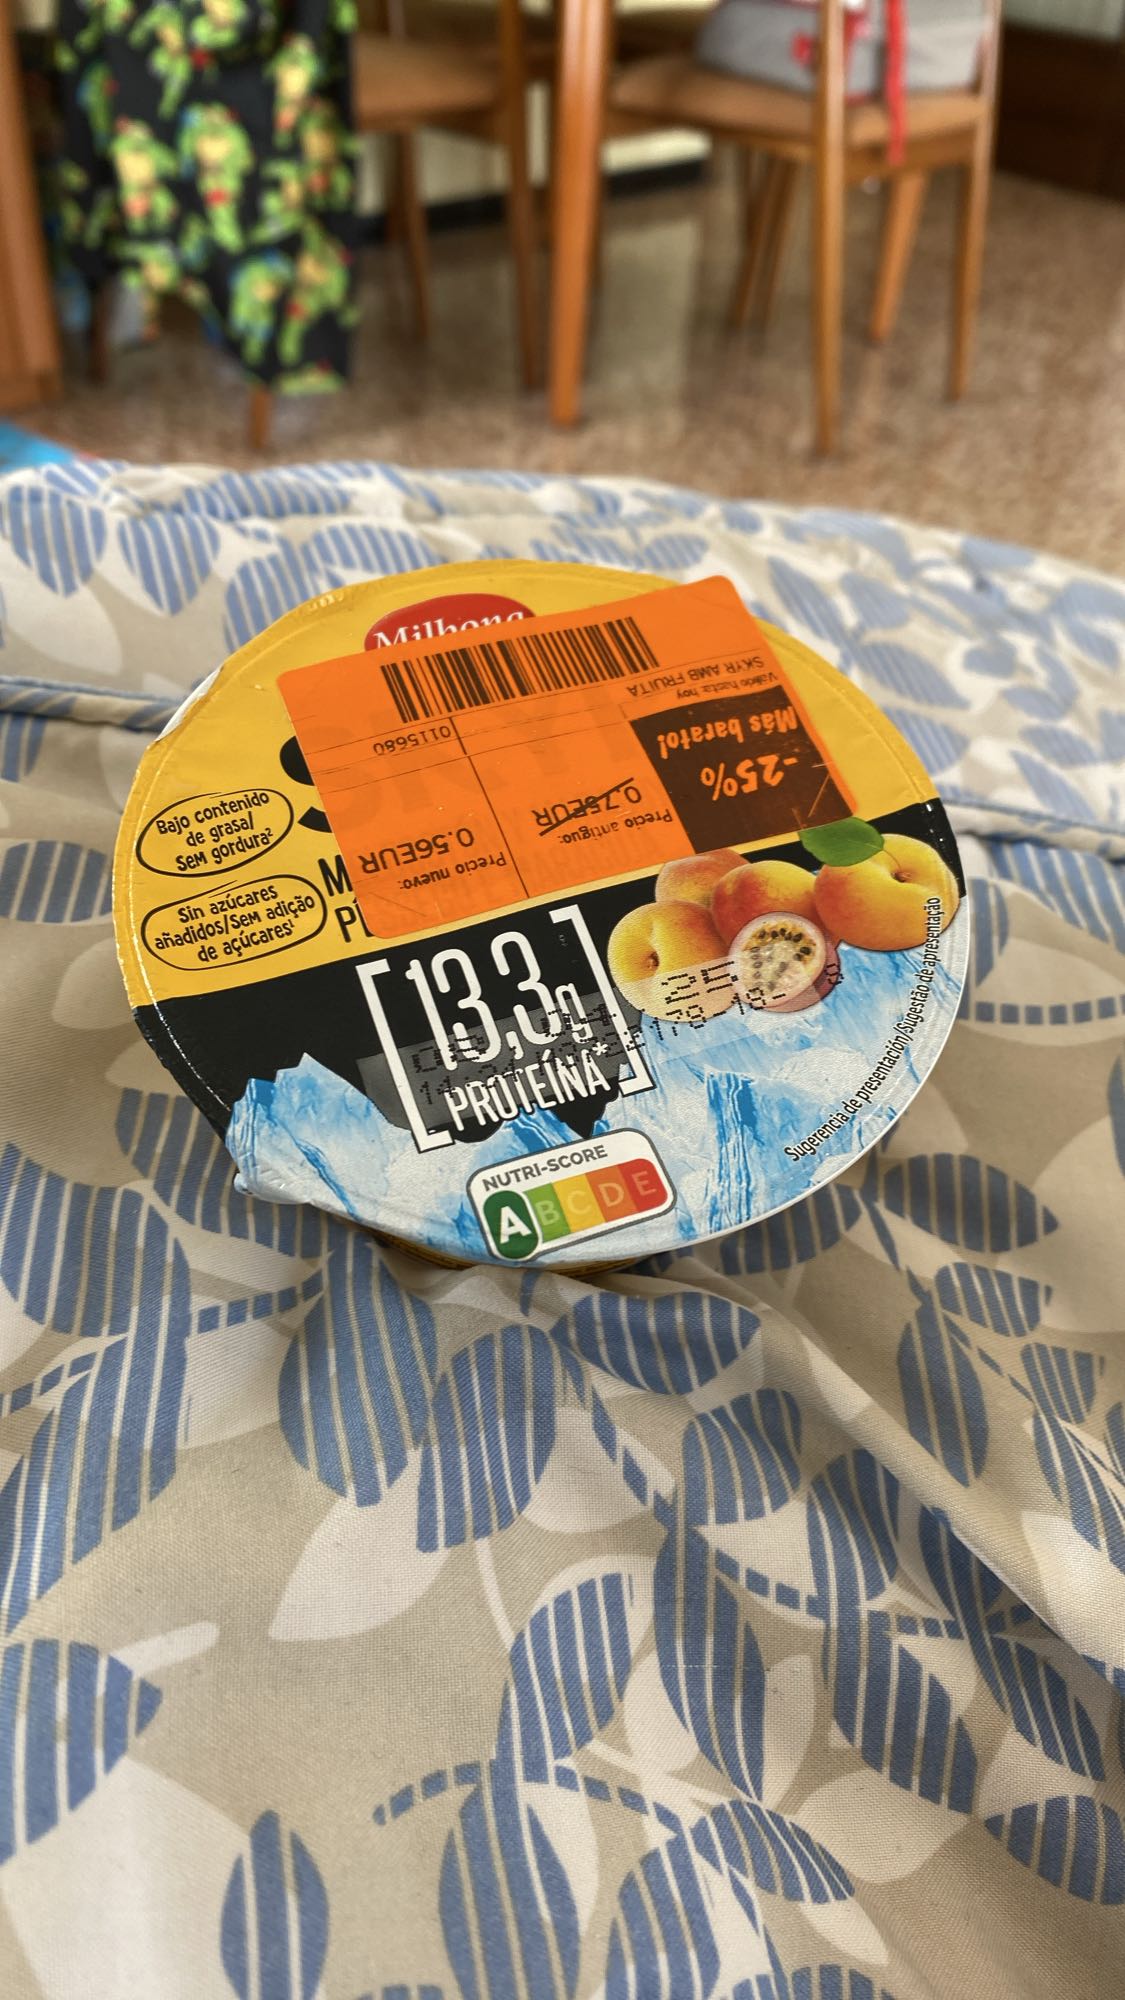 Milbona
SKYR AMB FRUITA
Válido hasta hoy
Más barato!
-25%
0115680
Precio antiguo:
0.75EUR
Precio nuevo:
0.56EUR
Bajo contenido
de grasa/
Sem gordura²
Sin azúcares
añadidos/Sem adição
de açúcares¹
[13,3g
PROTEÍNA*]
NUTRI-SCORE
A B C D E
Sugerencia de presentación/Sugestão de apresentação